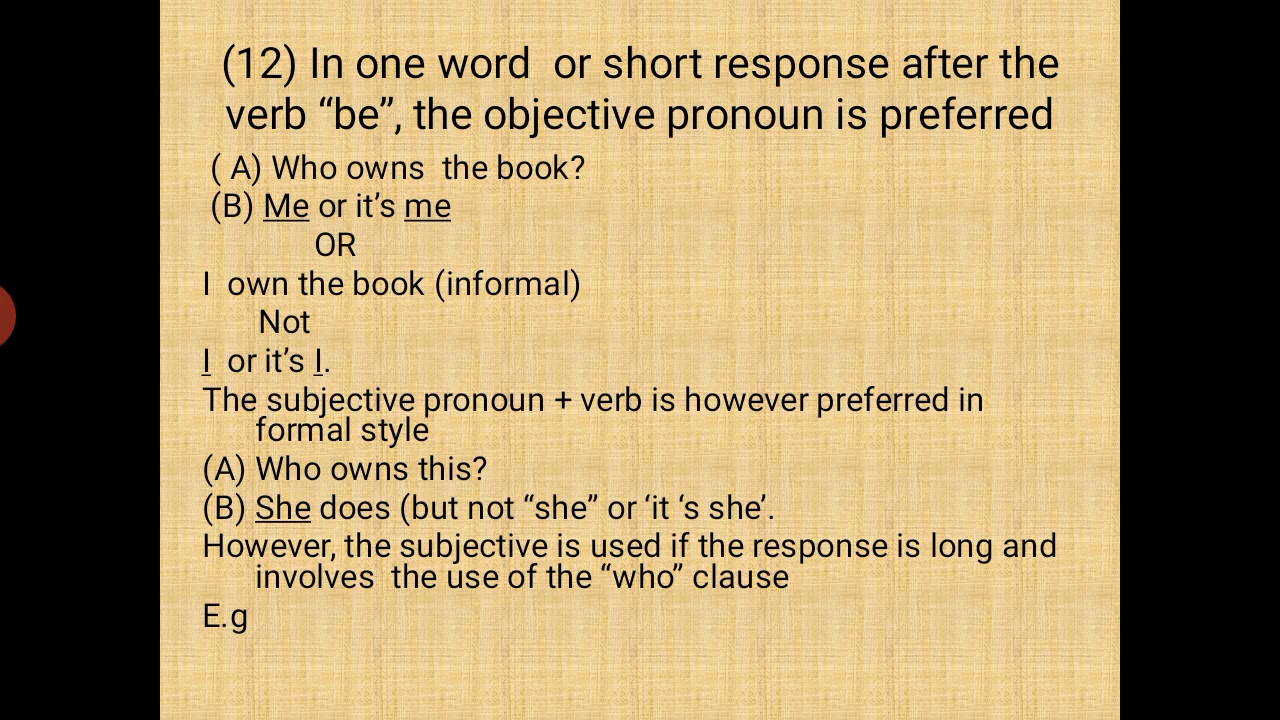 (12) In one word  or short response after the
verb “be”, the objective pronoun is preferred
( A) Who owns  the book?
(B) Me or it’s me
OR
I  own the book (informal)
Not
I  or it’s I.
The subjective pronoun + verb is however preferred in
formal style
(A) Who owns this?
(B) She does (but not “she” or ‘it ‘s she’.
However, the subjective is used if the response is long and
involves  the use of the “who” clause
E.g